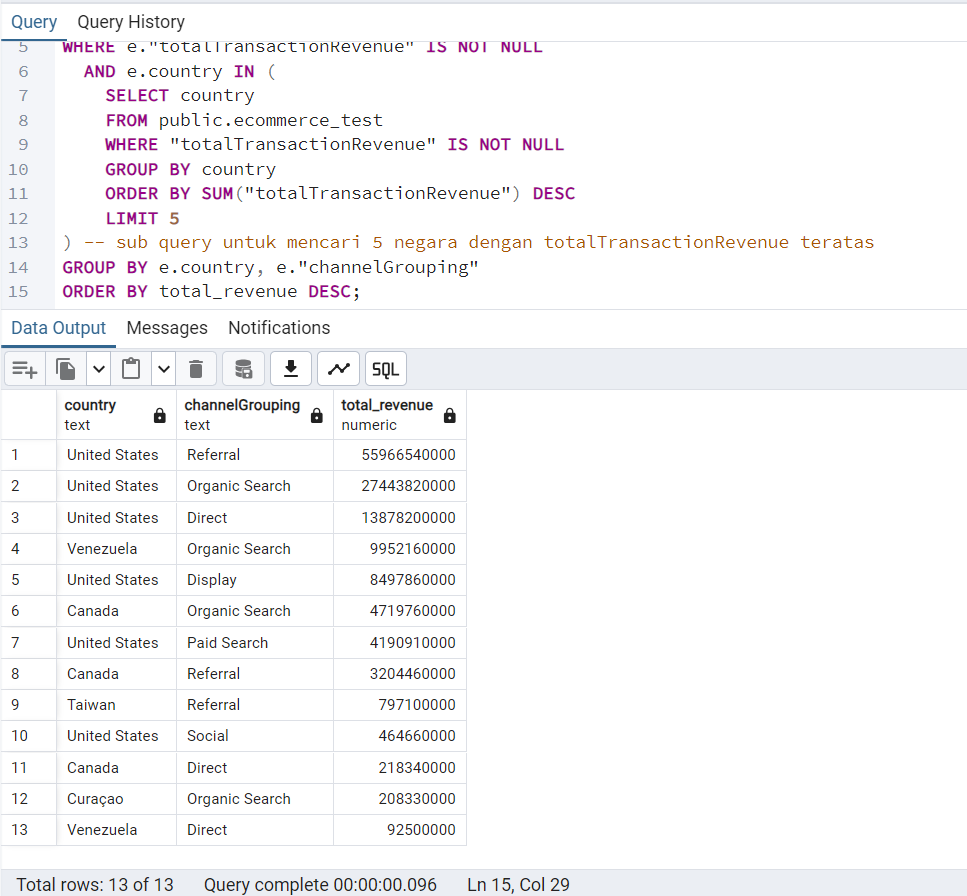 Query Query History
5 WHERE e."totalTransactionRevenue" IS NOT NULL
6 AND e.country IN (
7 SELECT country
8 FROM public.ecommerce_test
9 WHERE "totalTransactionRevenue" IS NOT NULL
10 GROUP BY country
11 ORDER BY SUM("totalTransactionRevenue") DESC
12 LIMIT 5
13 ) -- sub query untuk mencari 5 negara dengan totalTransactionRevenue teratas
14 GROUP BY e.country, e."channelGrouping"
15 ORDER BY total_revenue DESC;
Data Output Messages Notifications
SQL
country channelGrouping total_revenue
text text numeric
1 United States Referral 55966540000
2 United States Organic Search 27443820000
3 United States Direct 13878200000
4 Venezuela Organic Search 9952160000
5 United States Display 8497860000
6 Canada Organic Search 4719760000
7 United States Paid Search 4190910000
8 Canada Referral 3204460000
9 Taiwan Referral 797100000
10 United States Social 464660000
11 Canada Direct 218340000
12 Curaçao Organic Search 208330000
13 Venezuela Direct 92500000
Total rows: 13 of 13 Query complete 00:00:00.096 Ln 15, Col 29